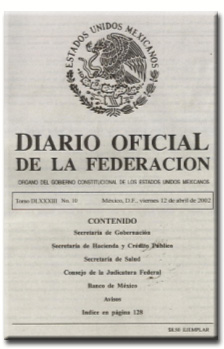 ESTADOS UNIDOS MEXICANOS
DIARIO OFICIAL
DE LA FEDERACION
ORGANO DEL GOBIERNO CONSTITUCIONAL DE LOS ESTADOS UNIDOS MEXICANOS
Tomo DLXXXIII No. 10 México, D.F., viernes 12 de abril de 2002
CONTENIDO
Secretaría de Gobernación
Secretaría de Hacienda y Crédito Público
Secretaría de Salud
Consejo de la Judicatura Federal
Banco de México
Avisos
Indice en página 128
EJEMPLAR